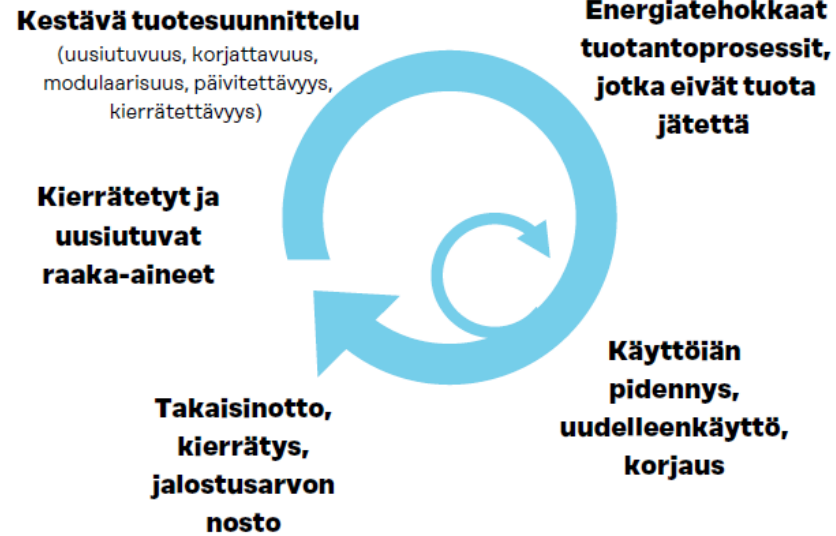 Kestävä tuotesuunnittelu
(uusiutuvuus, korjattavuus,
modulaarisuus, päivitettävyys,
kierrätettävyys)
Energiatehokkaat
tuotantoprosessit,
jotka eivät tuota
jätettä
Kierrätetyt ja
uusiutuvat
raaka-aineet
Käyttöiän
pidennys,
uudelleenkäyttö,
korjaus
Takaisinotto,
kierrätys,
jalostusarvon
nosto